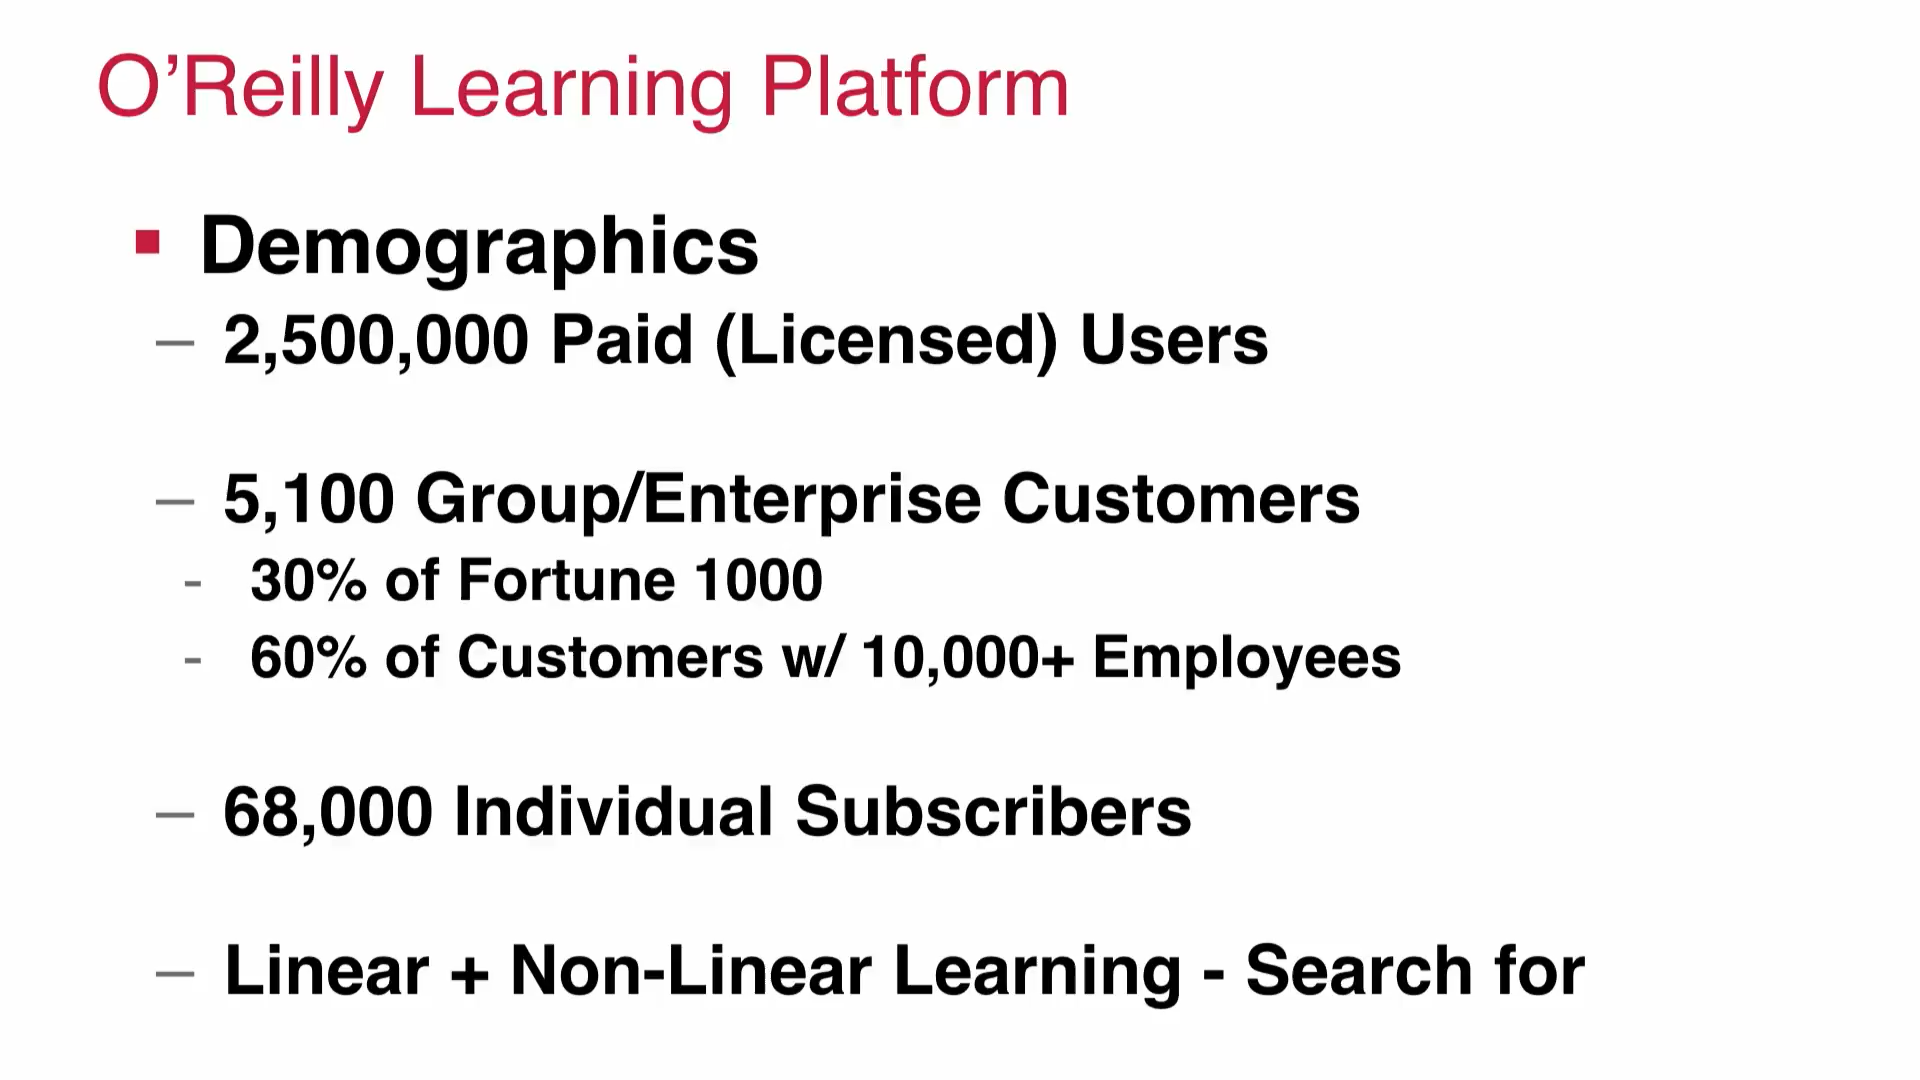 O’Reilly Learning Platform
▪ Demographics
– 2,500,000 Paid (Licensed) Users
– 5,100 Group/Enterprise Customers
- 30% of Fortune 1000
- 60% of Customers w/ 10,000+ Employees
– 68,000 Individual Subscribers
– Linear + Non-Linear Learning - Search for